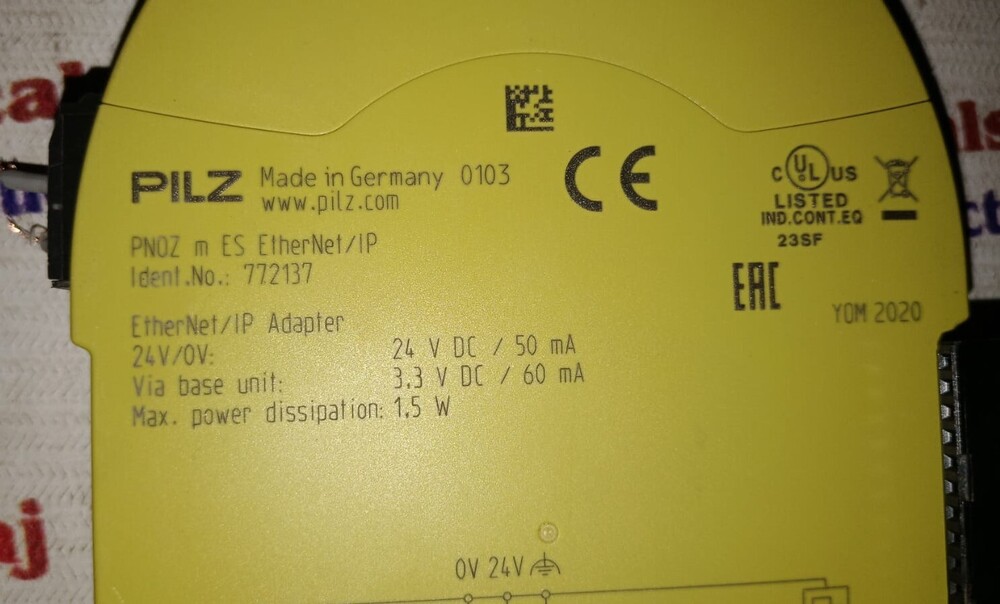 PILZ Made in Germany 0103
www.pilz.com
CE
C UL US
LISTED
IND.CONT.EQ
23SF
PNOZ m ES EtherNet/IP
Ident.No.: 772137
EAC
YOM 2020
EtherNet/IP Adapter
24V/0V: 24 V DC / 50 mA
Via base unit: 3.3 V DC / 60 mA
Max. power dissipation: 1,5 W
0V 24V